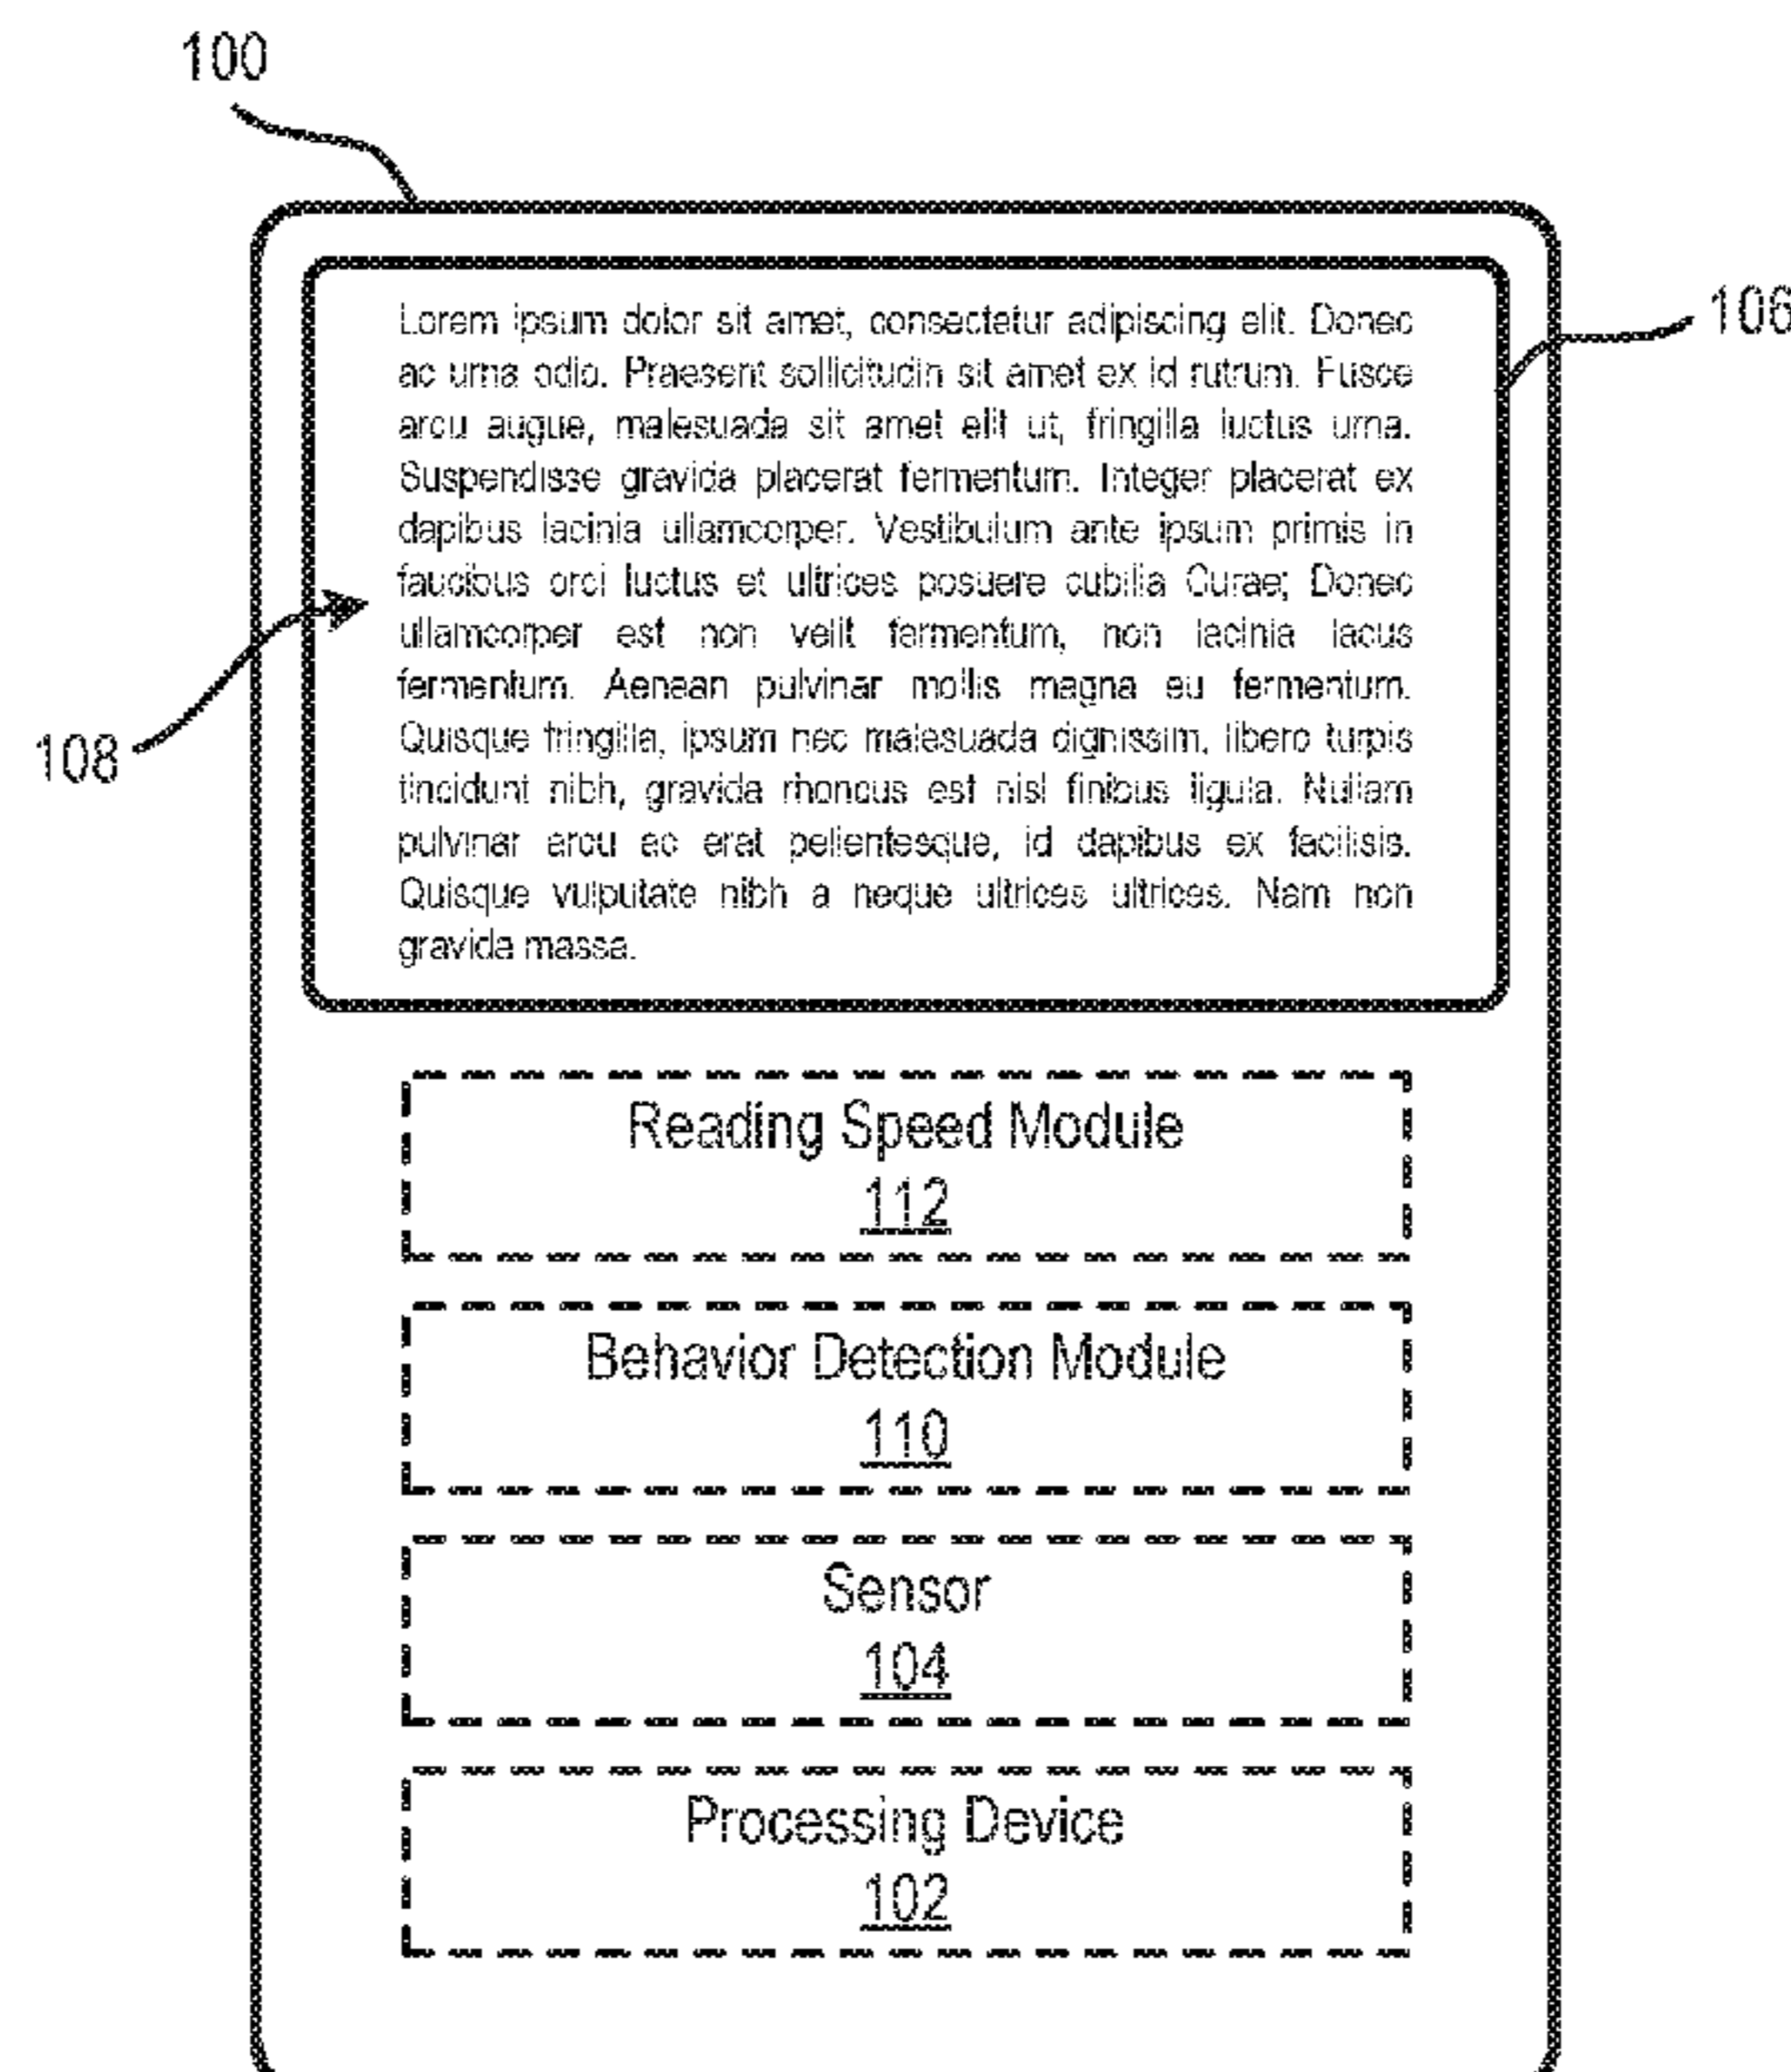 100
106
Lorem ipsum dolor sit amet, consectetur adipiscing elit. Donec
ac urna odio. Praesent sollicitudin sit amet ex id rutrum. Fusce
arcu augue, malesuada sit amet elit ut, fringilla luctus urna.
Suspendisse gravida placerat fermentum. Integer placerat ex
dapibus lacinia ullamcorper. Vestibulum ante ipsum primis in
faucibus orci luctus et ultrices posuere cubilia Curae; Donec
ullamcorper est non velit fermentum, non lacinia lacus
fermentum. Aenean pulvinar mollis magna eu fermentum.
Quisque fringilla, ipsum nec malesuada dignissim, libero turpis
tincidunt nibh, gravida rhoncus est nisl finibus ligula. Nullam
pulvinar arcu ac erat pellentesque, id dapibus ex facilisis.
Quisque vulputate nibh a neque ultrices ultrices. Nam non
gravida massa.
108
Reading Speed Module
112
Behavior Detection Module
110
Sensor
104
Processing Device
102